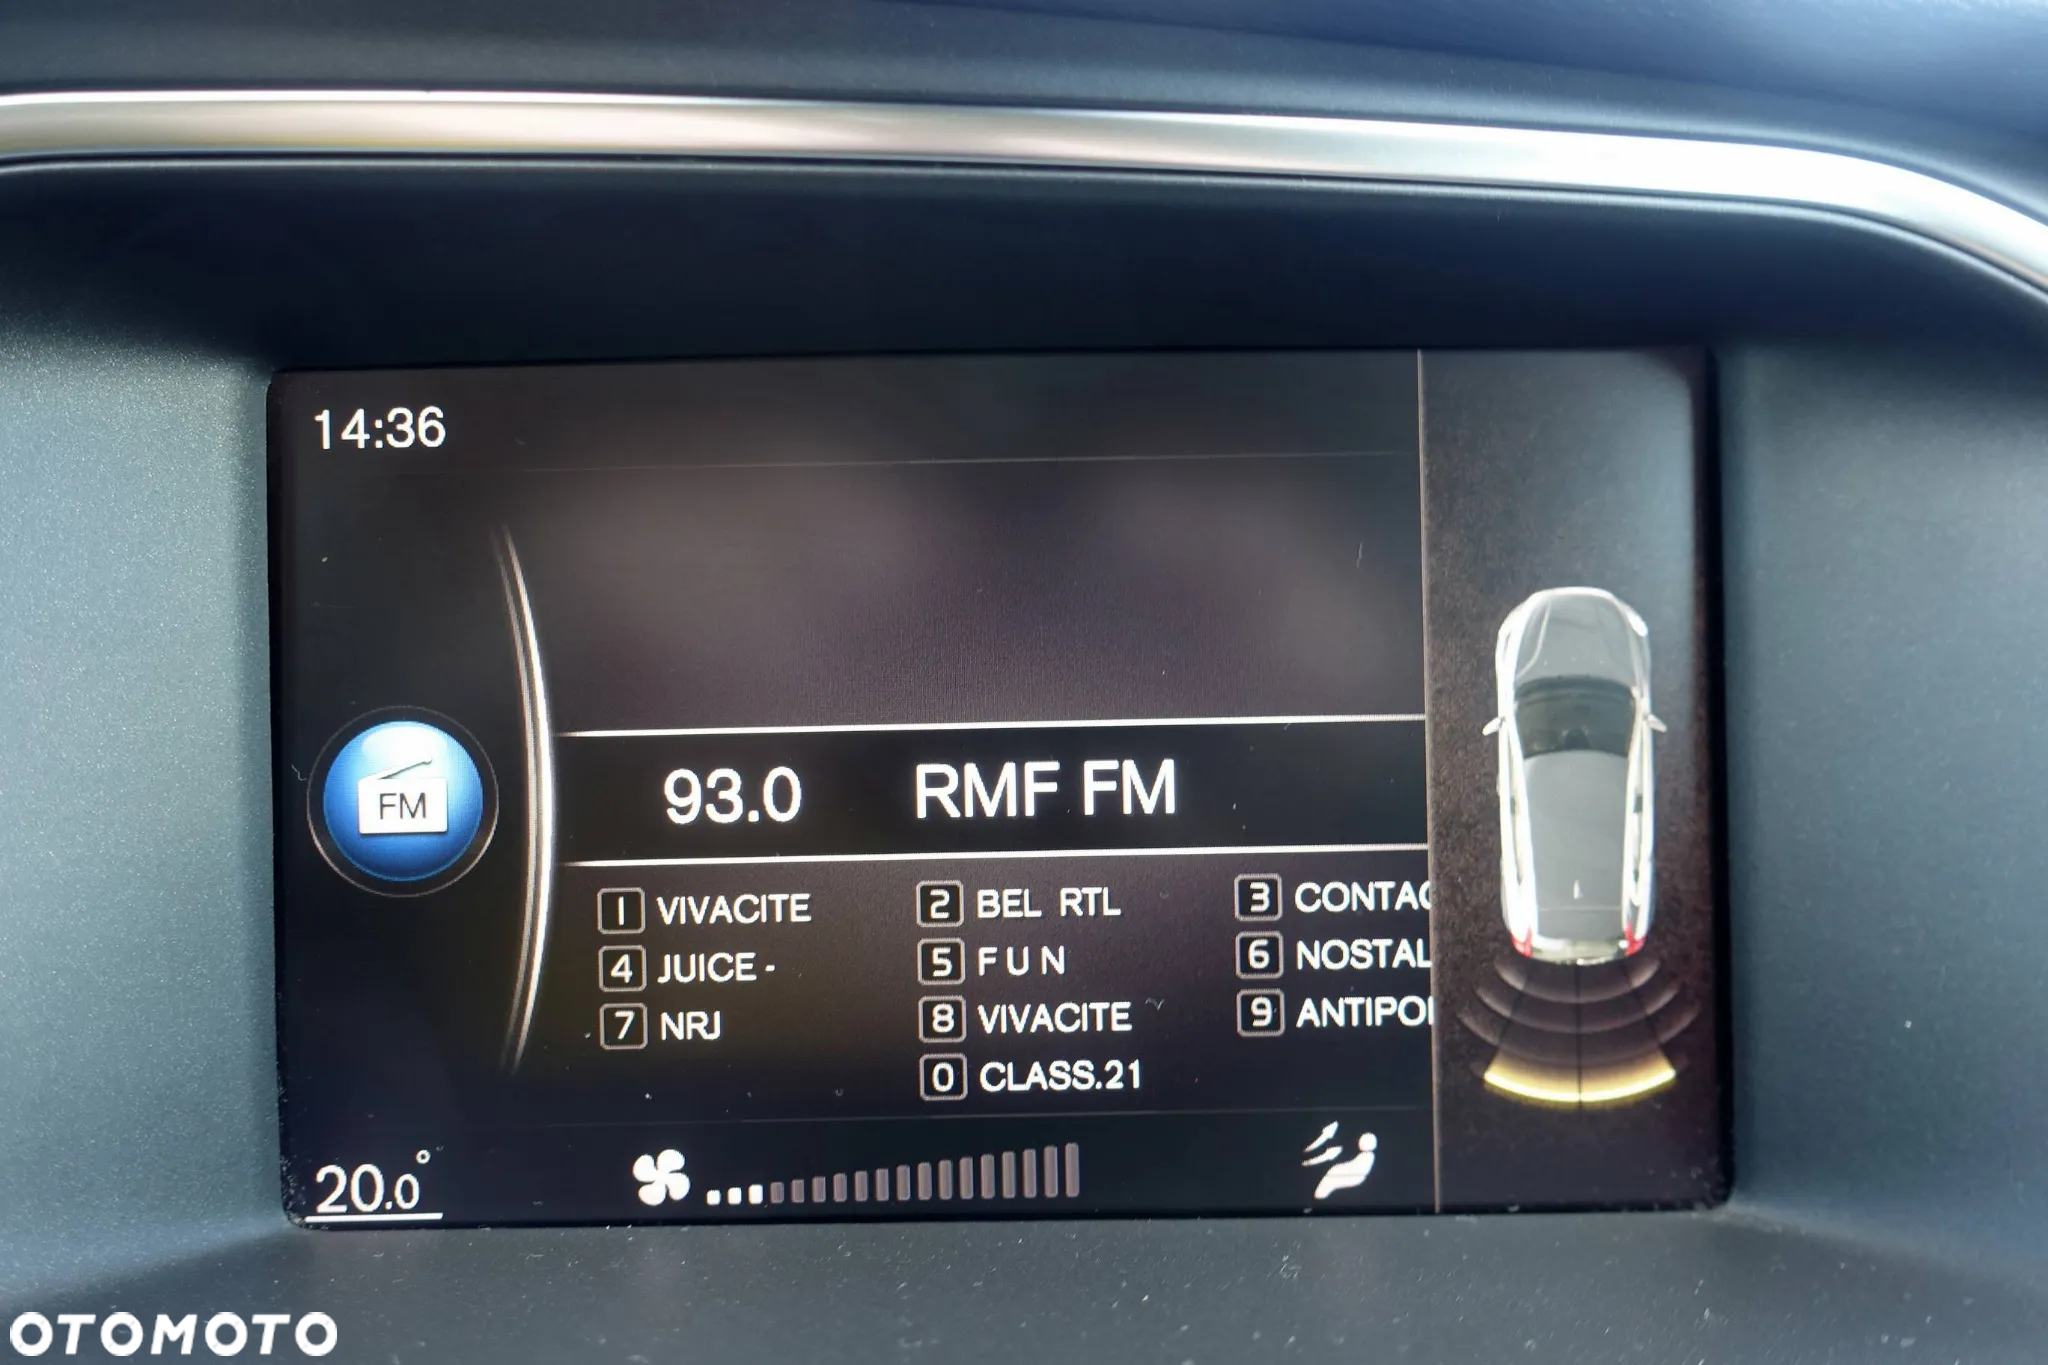 14:36
FM
93.0 RMF FM
1 VIVACITE 2 BEL RTL 3 CONTAC
4 JUICE - 5 F U N 6 NOSTAL
7 NRJ 8 VIVACITE 9 ANTIPO
0 CLASS.21
20.0°
OTOMOTO